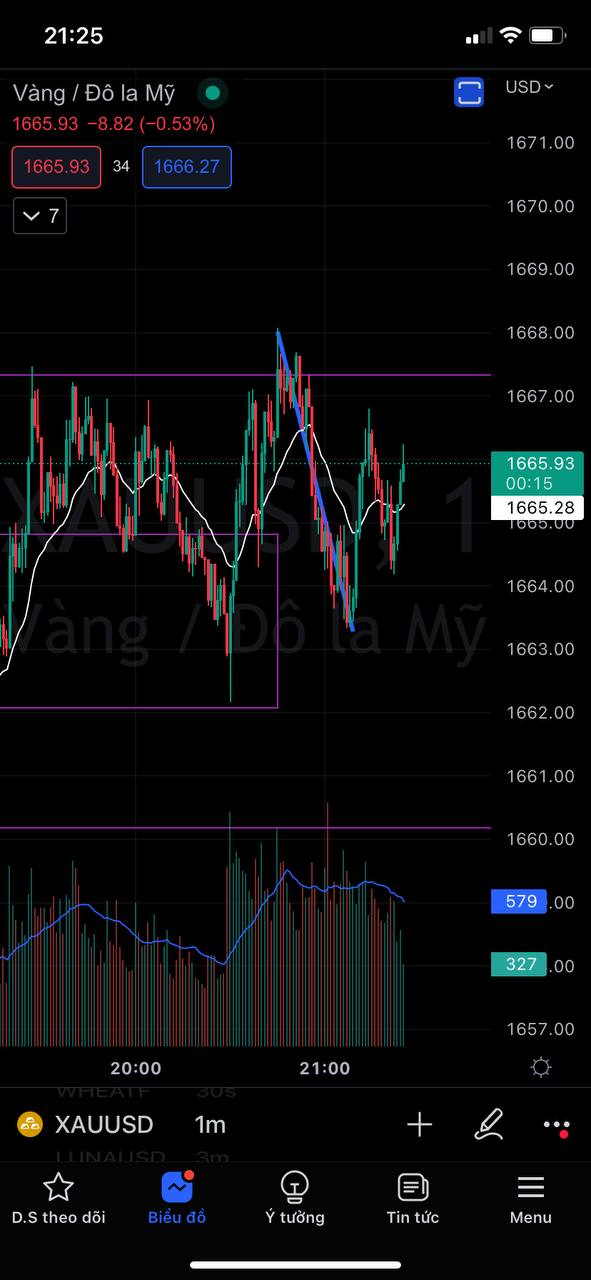 21:25
Vàng / Đô la Mỹ
USD
1665.93 −8.82 (−0.53%)
1665.93 34 1666.27
7
1671.00
1670.00
1669.00
1668.00
1667.00
1665.93
00:15
1665.28
1665.00
1664.00
1663.00
1662.00
1661.00
1660.00
579 .00
327 .00
1657.00
XAUUSD, 1
Vàng / Đô la Mỹ
20:00 21:00
WHEATF 30s
XAUUSD 1m
LUNAUSD 3m
D.S theo dõi Biểu đồ Ý tưởng Tin tức Menu